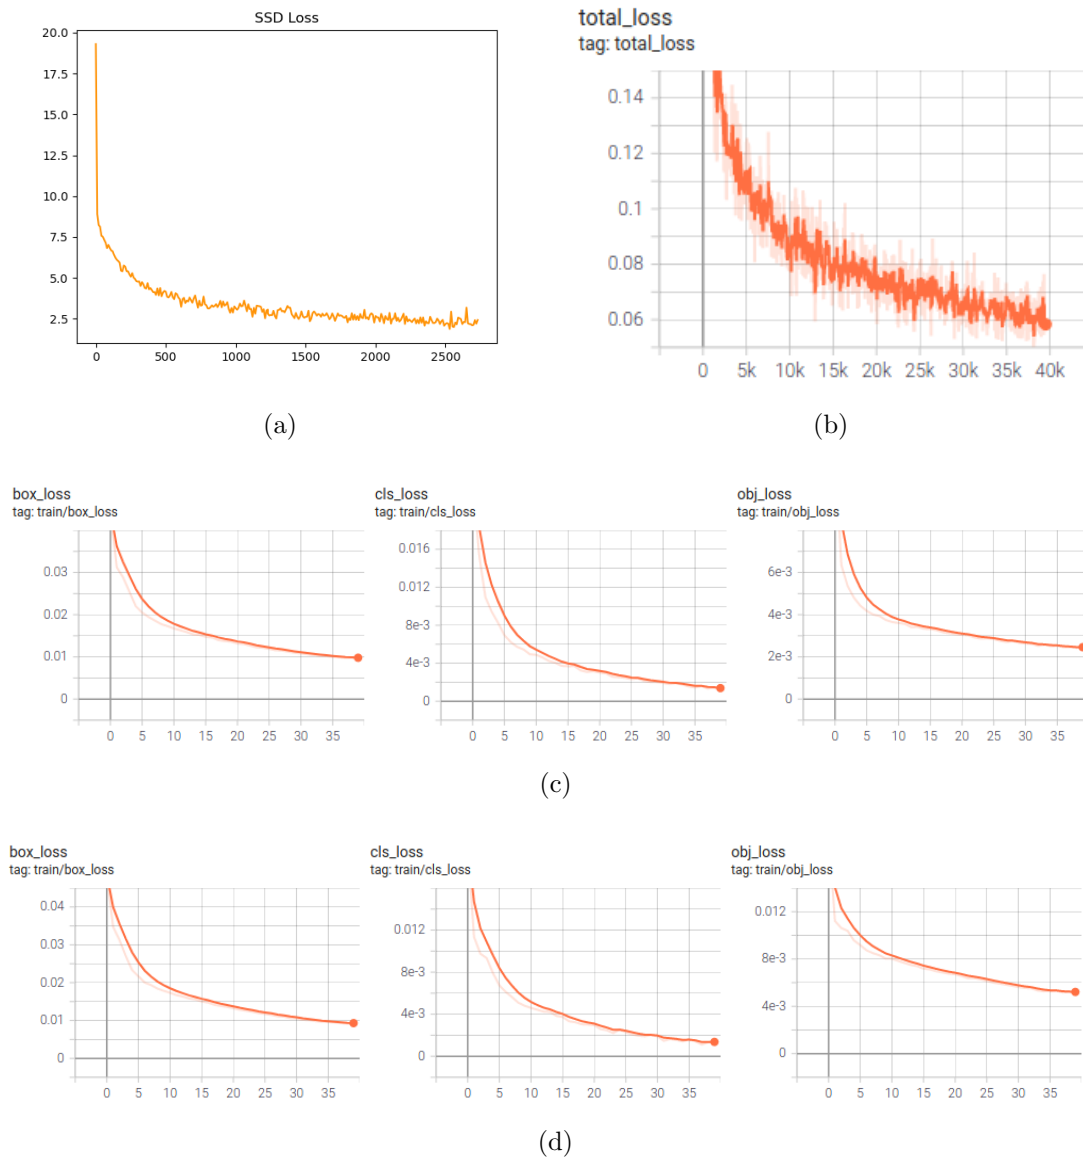 SSD Loss
20.0
17.5
15.0
12.5
10.0
7.5
5.0
2.5
0 500 1000 1500 2000 2500
(a)
total_loss
tag: total_loss
0.14
0.12
0.1
0.08
0.06
0 5k 10k 15k 20k 25k 30k 35k 40k
(b)
box_loss
tag: train/box_loss
0.03
0.02
0.01
0
0 5 10 15 20 25 30 35
cls_loss
tag: train/cls_loss
0.016
0.012
8e-3
4e-3
0
0 5 10 15 20 25 30 35
obj_loss
tag: train/obj_loss
6e-3
4e-3
2e-3
0
0 5 10 15 20 25 30 35
(c)
box_loss
tag: train/box_loss
0.04
0.03
0.02
0.01
0
0 5 10 15 20 25 30 35
cls_loss
tag: train/cls_loss
0.012
8e-3
4e-3
0
0 5 10 15 20 25 30 35
obj_loss
tag: train/obj_loss
0.012
8e-3
4e-3
0
0 5 10 15 20 25 30 35
(d)